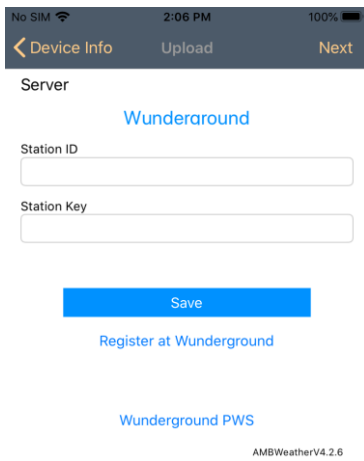 No SIM 2:06 PM 100%
Device Info Upload Next
Server
Wunderground
Station ID
Station Key
Save
Register at Wunderground
Wunderground PWS
AMBWeatherV4.2.6